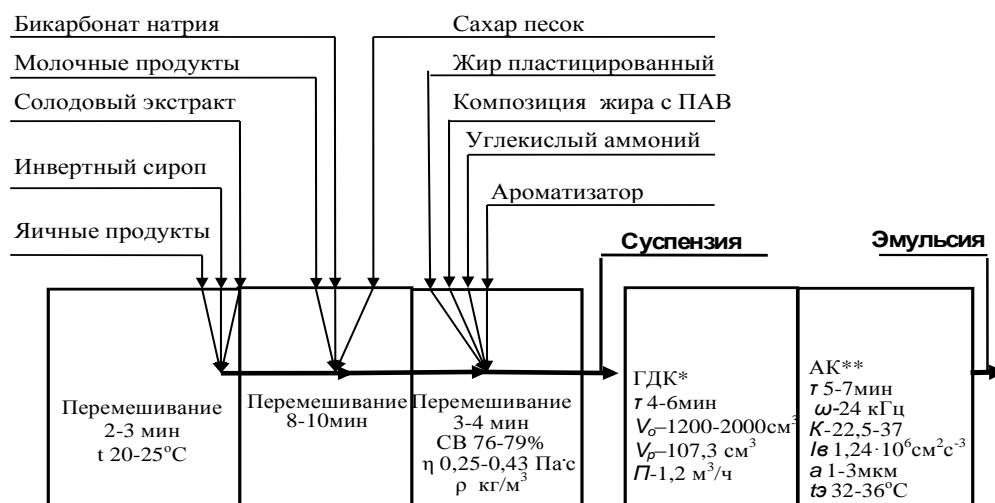 Бикарбонат натрия
Сахар песок
Молочные продукты
Жир пластицированный
Солодовый экстракт
Композиция жира с ПАВ
Углекислый аммоний
Инвертный сироп
Ароматизатор
Яичные продукты
Суспензия
Эмульсия
Перемешивание
2-3 мин
t 20-25°С
Перемешивание
8-10мин
Перемешивание
3-4 мин
СВ 76-79%
η 0,25-0,43 Па·с
ρ кг/м³
ГДК*
τ 4-6мин
Vo–1200-2000см³
Vр–107,3 см³
П-1,2 м³/ч
АК**
τ 5-7мин
ω-24 кГц
К-22,5-37
Iв 1,24·10⁶см²с⁻³
а 1-3мкм
tэ 32-36°С